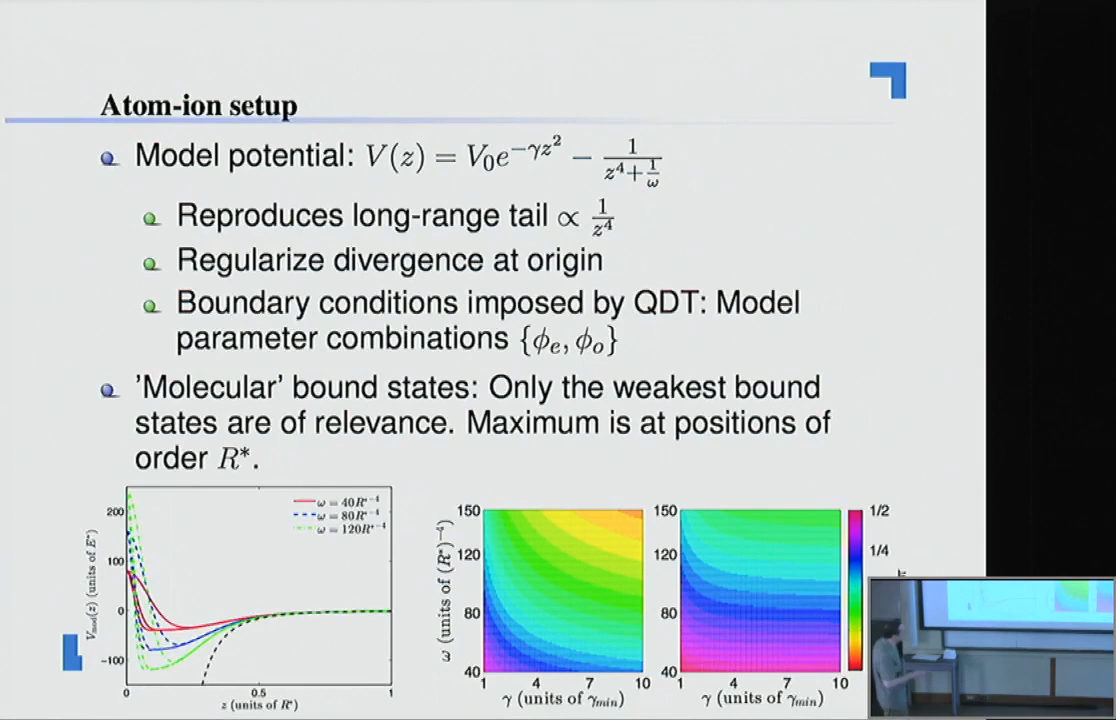 Atom-ion setup
Model potential: V(z) = V₀e^{−γz²} − 1/(z⁴+1/ω)
Reproduces long-range tail ∝ 1/z⁴
Regularize divergence at origin
Boundary conditions imposed by QDT: Model
parameter combinations {ϕₑ, ϕₒ}
'Molecular' bound states: Only the weakest bound
states are of relevance. Maximum is at positions of
order R*.
V_mod(z) (units of E*)
200
100
0
−100
ω = 40R*⁻⁴
ω = 80R*⁻⁴
ω = 120R*⁻⁴
0 0.5 1
z (units of R*)
ω (units of (R*)⁻⁴)
150
120
80
40
1 4 7 10
γ (units of γ_min)
150
120
80
40
1 4 7 10
γ (units of γ_min)
1/2
1/4